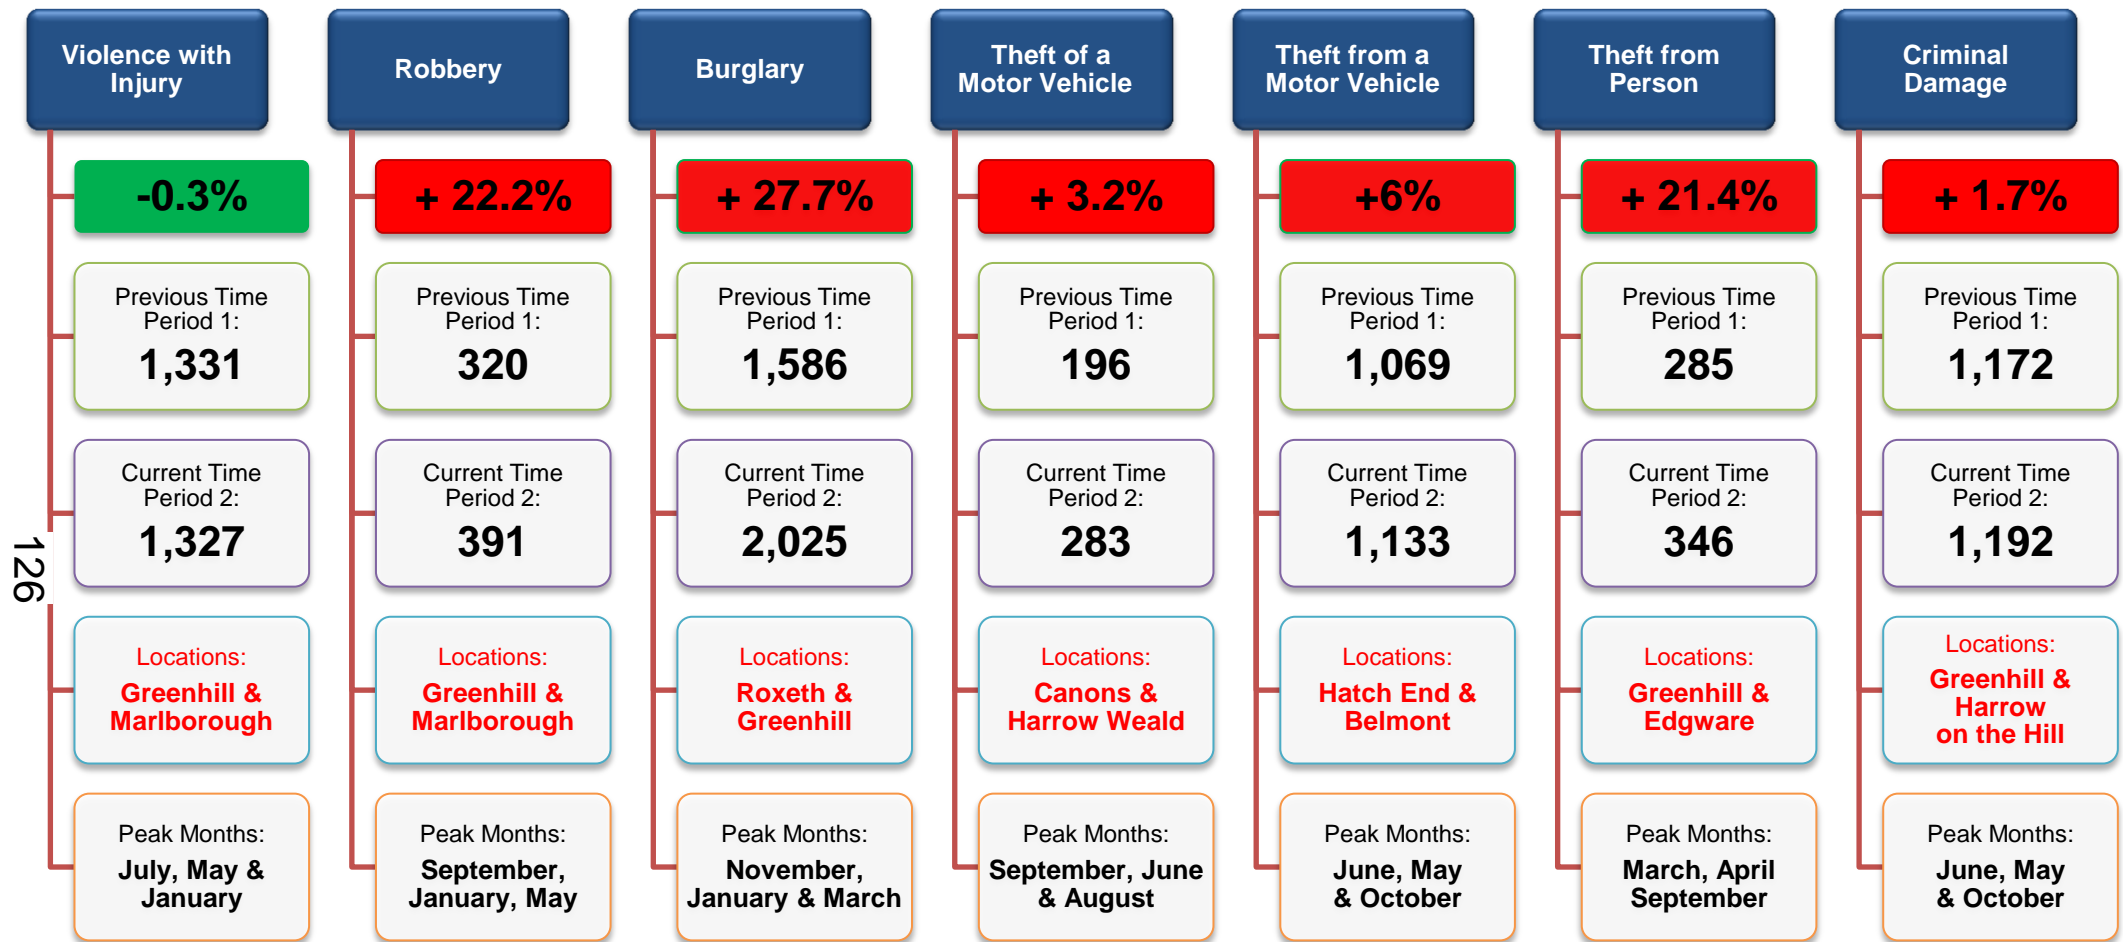 Violence with
Injury
-0.3%
Previous Time
Period 1:
1,331
Current Time
Period 2:
1,327
Locations:
Greenhill &
Marlborough
Peak Months:
July, May &
January
Robbery
+ 22.2%
Previous Time
Period 1:
320
Current Time
Period 2:
391
Locations:
Greenhill &
Marlborough
Peak Months:
September,
January, May
Burglary
+ 27.7%
Previous Time
Period 1:
1,586
Current Time
Period 2:
2,025
Locations:
Roxeth &
Greenhill
Peak Months:
November,
January & March
Theft of a
Motor Vehicle
+ 3.2%
Previous Time
Period 1:
196
Current Time
Period 2:
283
Locations:
Canons &
Harrow Weald
Peak Months:
September, June
& August
Theft from a
Motor Vehicle
+6%
Previous Time
Period 1:
1,069
Current Time
Period 2:
1,133
Locations:
Hatch End &
Belmont
Peak Months:
June, May
& October
Theft from
Person
+ 21.4%
Previous Time
Period 1:
285
Current Time
Period 2:
346
Locations:
Greenhill &
Edgware
Peak Months:
March, April
September
Criminal
Damage
+ 1.7%
Previous Time
Period 1:
1,172
Current Time
Period 2:
1,192
Locations:
Greenhill &
Harrow
on the Hill
Peak Months:
June, May
& October
126